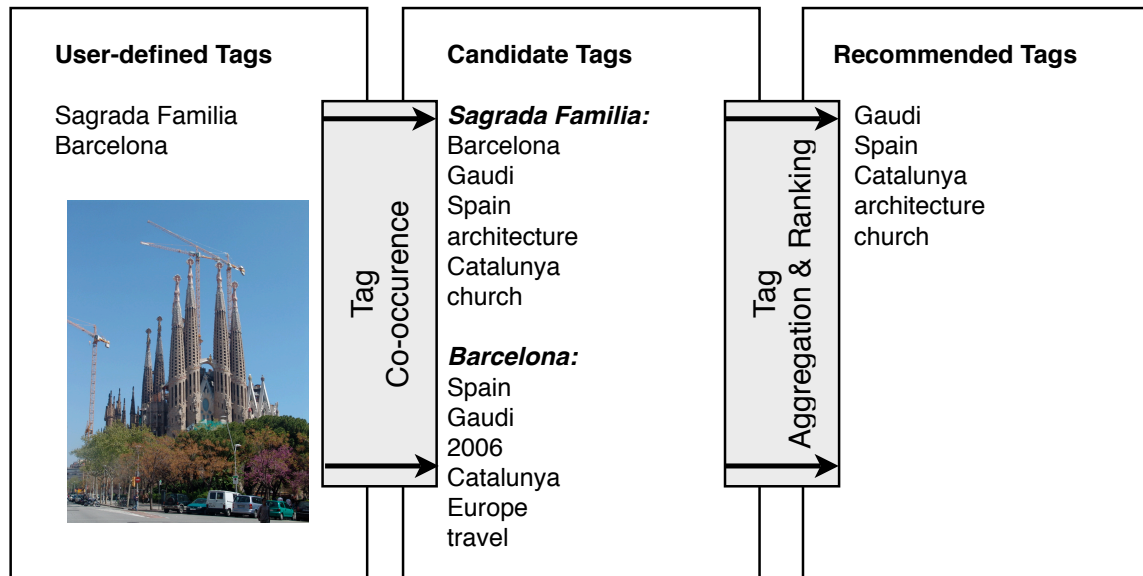 User-defined Tags
Sagrada Familia
Barcelona
Tag
Co-occurence
Candidate Tags
Sagrada Familia:
Barcelona
Gaudi
Spain
architecture
Catalunya
church
Barcelona:
Spain
Gaudi
2006
Catalunya
Europe
travel
Tag
Aggregation & Ranking
Recommended Tags
Gaudi
Spain
Catalunya
architecture
church